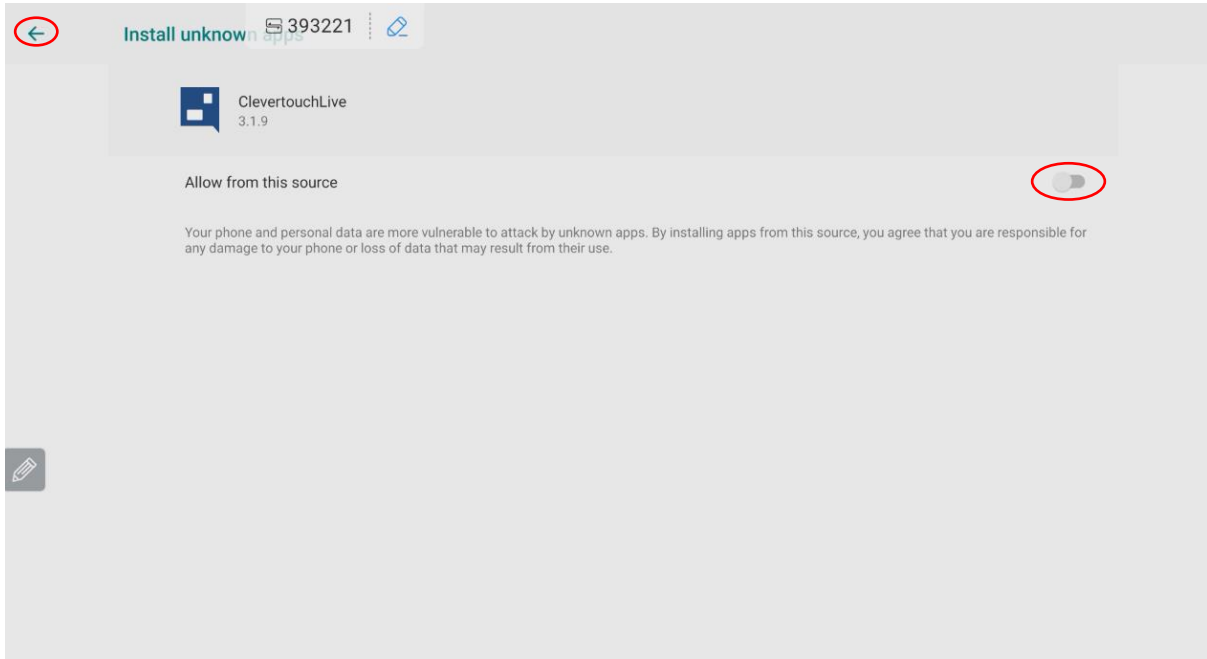 Install unknown apps
393221
ClevertouchLive
3.1.9
Allow from this source
Your phone and personal data are more vulnerable to attack by unknown apps. By installing apps from this source, you agree that you are responsible for
any damage to your phone or loss of data that may result from their use.